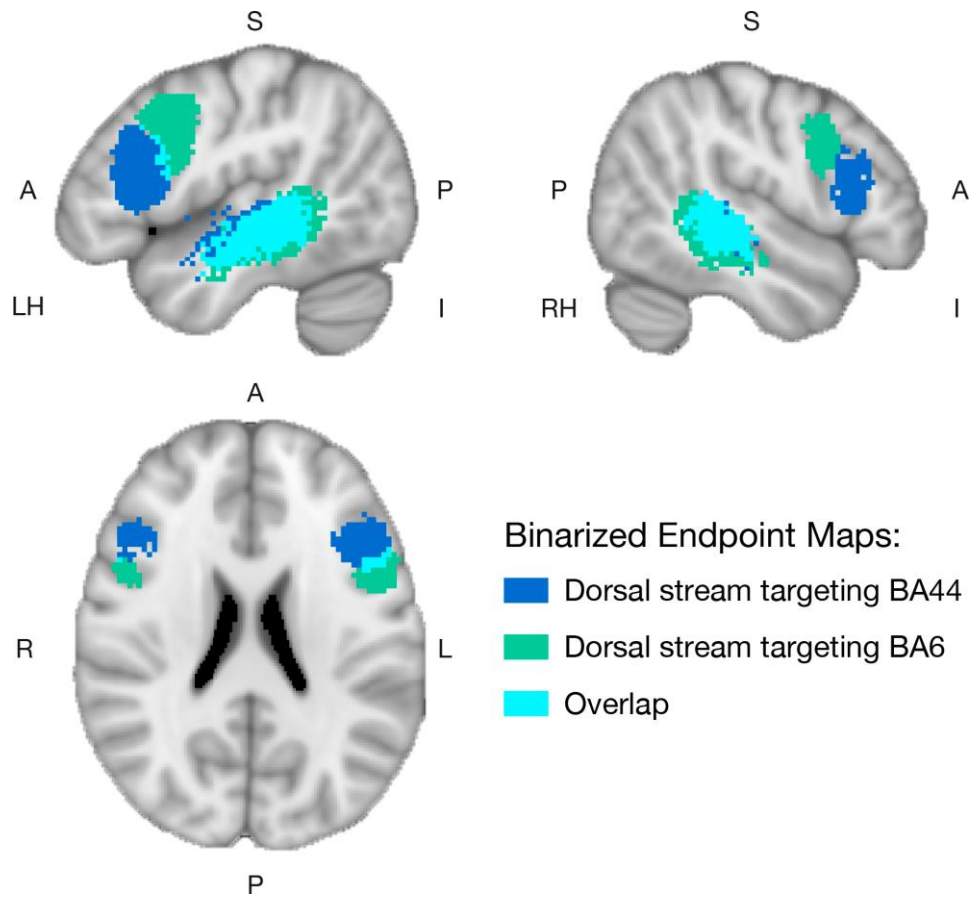 S
S
A
P
P
A
LH
I
RH
I
A
R
L
P
Binarized Endpoint Maps:
Dorsal stream targeting BA44
Dorsal stream targeting BA6
Overlap